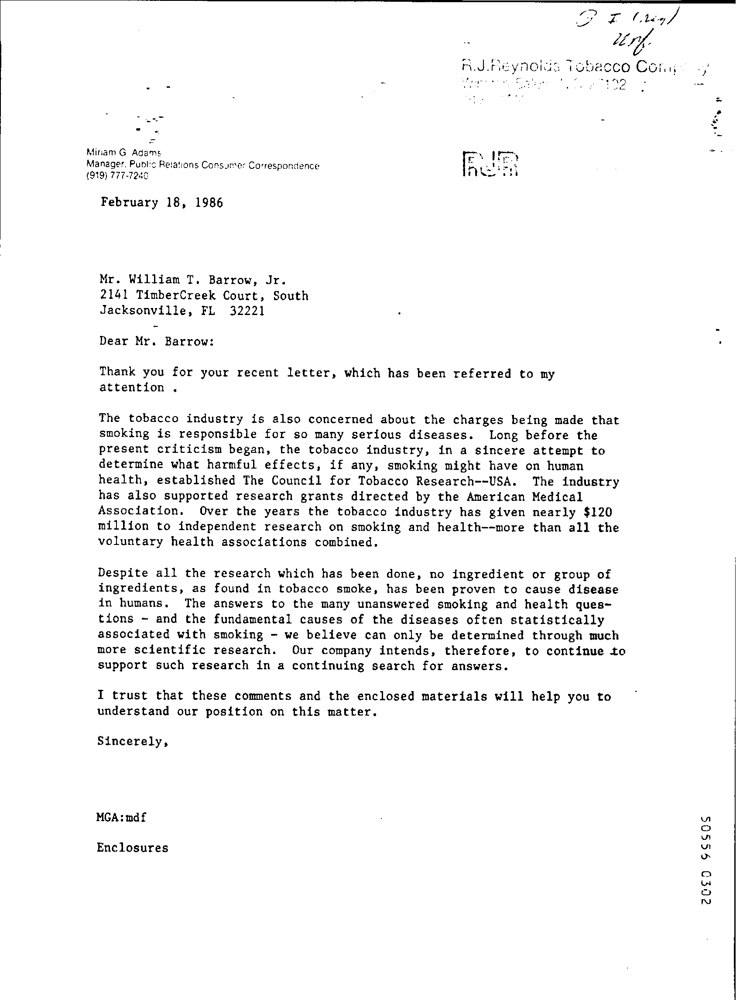 I
Unf.
R.J.Reynolds Tobacco
Miriam G. Adams
Manager, Public Relations Consumer Correspondence
(919) 777-7240
RJR
February 18, 1986
Mr. William T. Barrow, Jr.
2141 TimberCreek Court, South
Jacksonville, FL 32221
Dear Mr. Barrow:
Thank you for your recent letter, which has been referred to my
attention .
The tobacco industry is also concerned about the charges being made that
smoking is responsible for so many serious diseases. Long before the
present criticism began, the tobacco industry, in a sincere attempt to
determine what harmful effects, if any, smoking might have on human
health, established The Council for Tobacco Research--USA. The industry
has also supported research grants directed by the American Medical
Association. Over the years the tobacco industry has given nearly $120
million to independent research on smoking and health--more than all the
voluntary health associations combined.
Despite all the research which has been done, no ingredient or group of
ingredients, as found in tobacco smoke, has been proven to cause disease
in humans. The answers to the many unanswered smoking and health ques-
tions - and the fundamental causes of the diseases often statistically
associated with smoking - we believe can only be determined through much
more scientific research. Our company intends, therefore, to continue to
support such research in a continuing search for answers.
I trust that these comments and the enclosed materials will help you to
understand our position on this matter.
Sincerely,
MGA:mdf
Enclosures
50556 0302